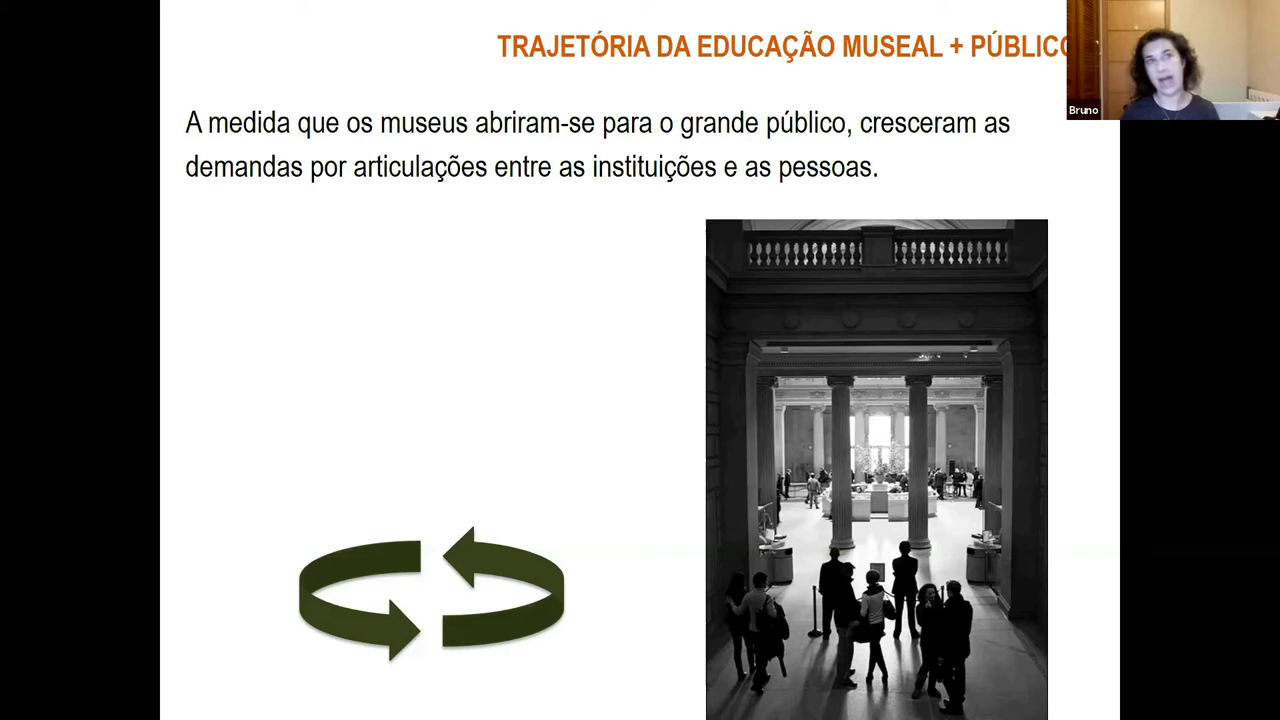 TRAJETÓRIA DA EDUCAÇÃO MUSEAL + PÚBLICO
A medida que os museus abriram-se para o grande público, cresceram as
demandas por articulações entre as instituições e as pessoas.
Bruno